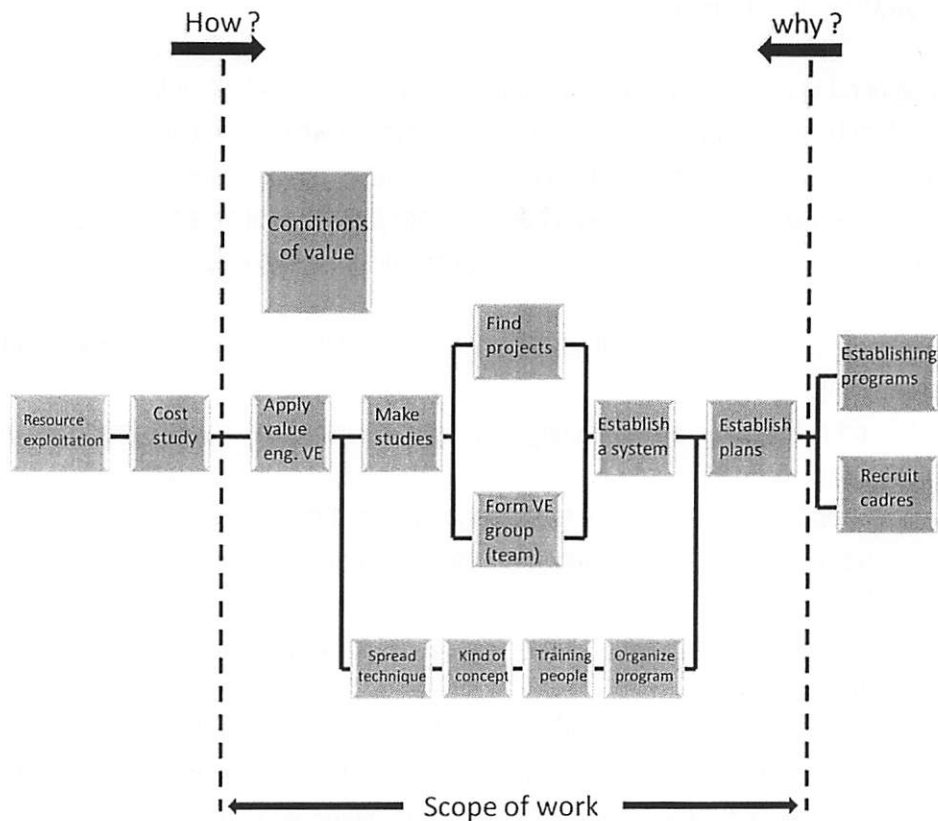 How ?
why ?
Conditions
of value
Find
projects
Establishing
programs
Resource
exploitation
Cost
study
Apply
value
eng. VE
Make
studies
Establish
a system
Establish
plans
Form VE
group
(team)
Recruit
cadres
Spread
technique
Kind of
concept
Training
people
Organize
program
Scope of work